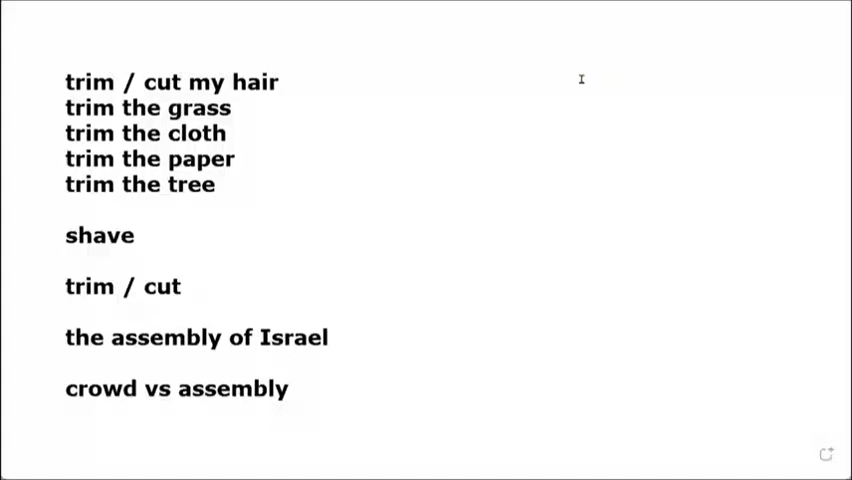 trim / cut my hair
trim the grass
trim the cloth
trim the paper
trim the tree
shave
trim / cut
the assembly of Israel
crowd vs assembly